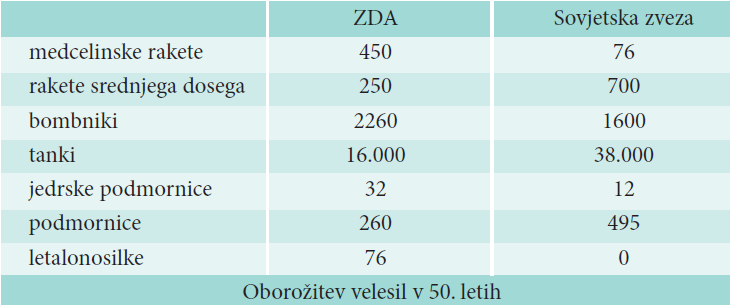 ZDA Sovjetska zveza
medcelinske rakete 450 76
rakete srednjega dosega 250 700
bombniki 2260 1600
tanki 16.000 38.000
jedrske podmornice 32 12
podmornice 260 495
letalonosilke 76 0
Oborožitev velesil v 50. letih